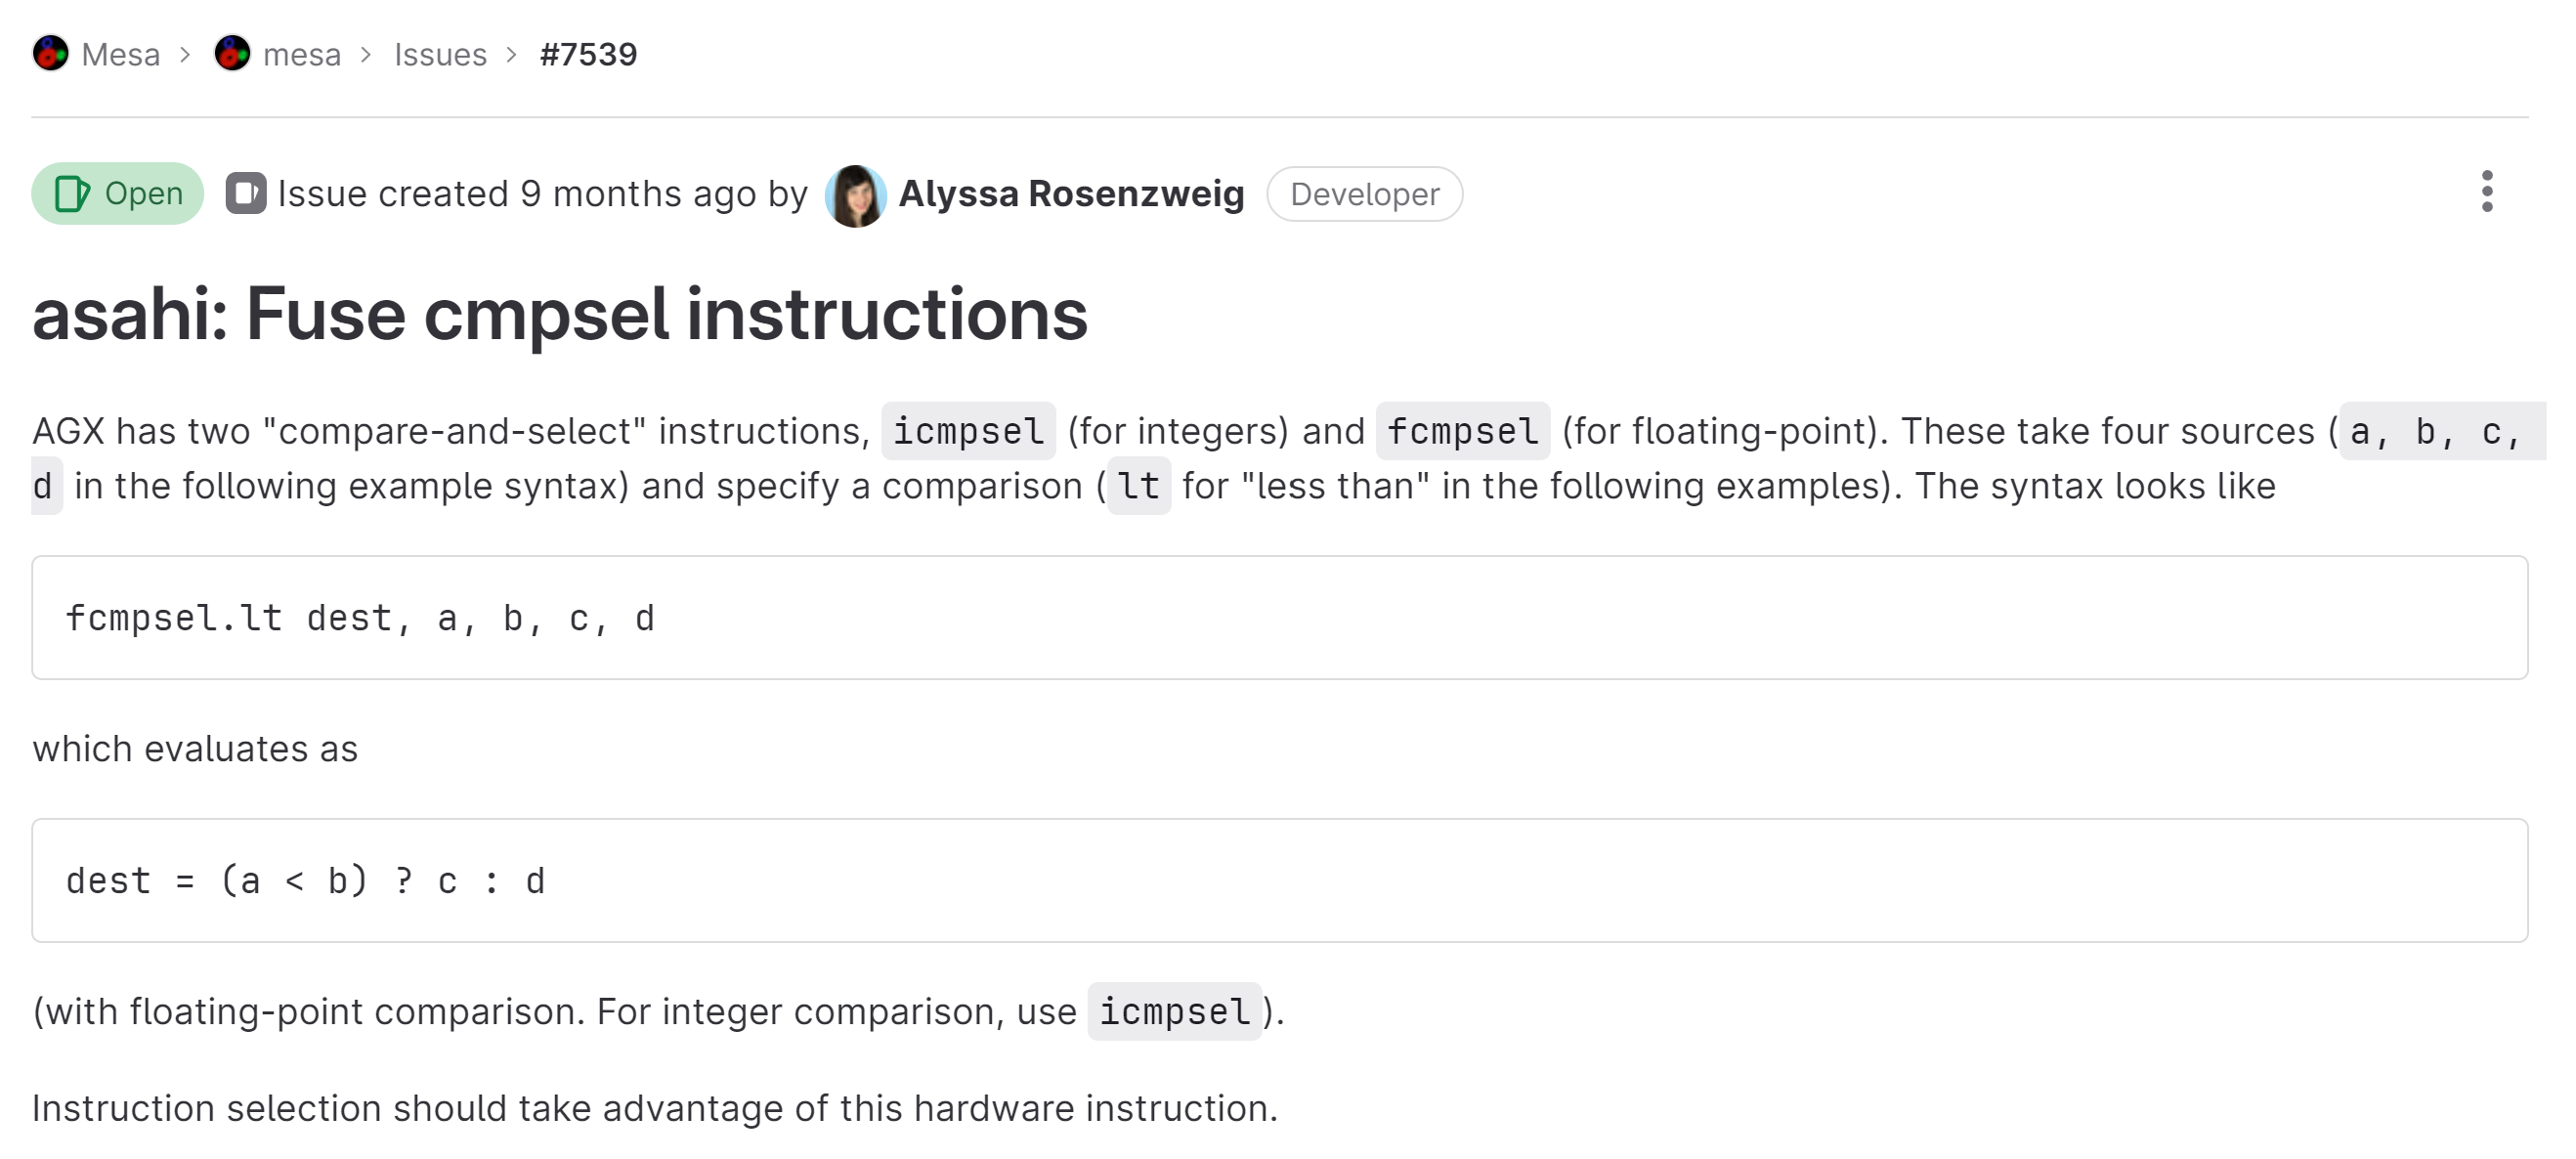 Mesa > mesa > Issues > #7539
Open Issue created 9 months ago by Alyssa Rosenzweig Developer
asahi: Fuse cmpsel instructions
AGX has two "compare-and-select" instructions, icmpsel (for integers) and fcmpsel (for floating-point). These take four sources (a, b, c,
d in the following example syntax) and specify a comparison (lt for "less than" in the following examples). The syntax looks like
fcmpsel.lt dest, a, b, c, d
which evaluates as
dest = (a < b) ? c : d
(with floating-point comparison. For integer comparison, use icmpsel).
Instruction selection should take advantage of this hardware instruction.